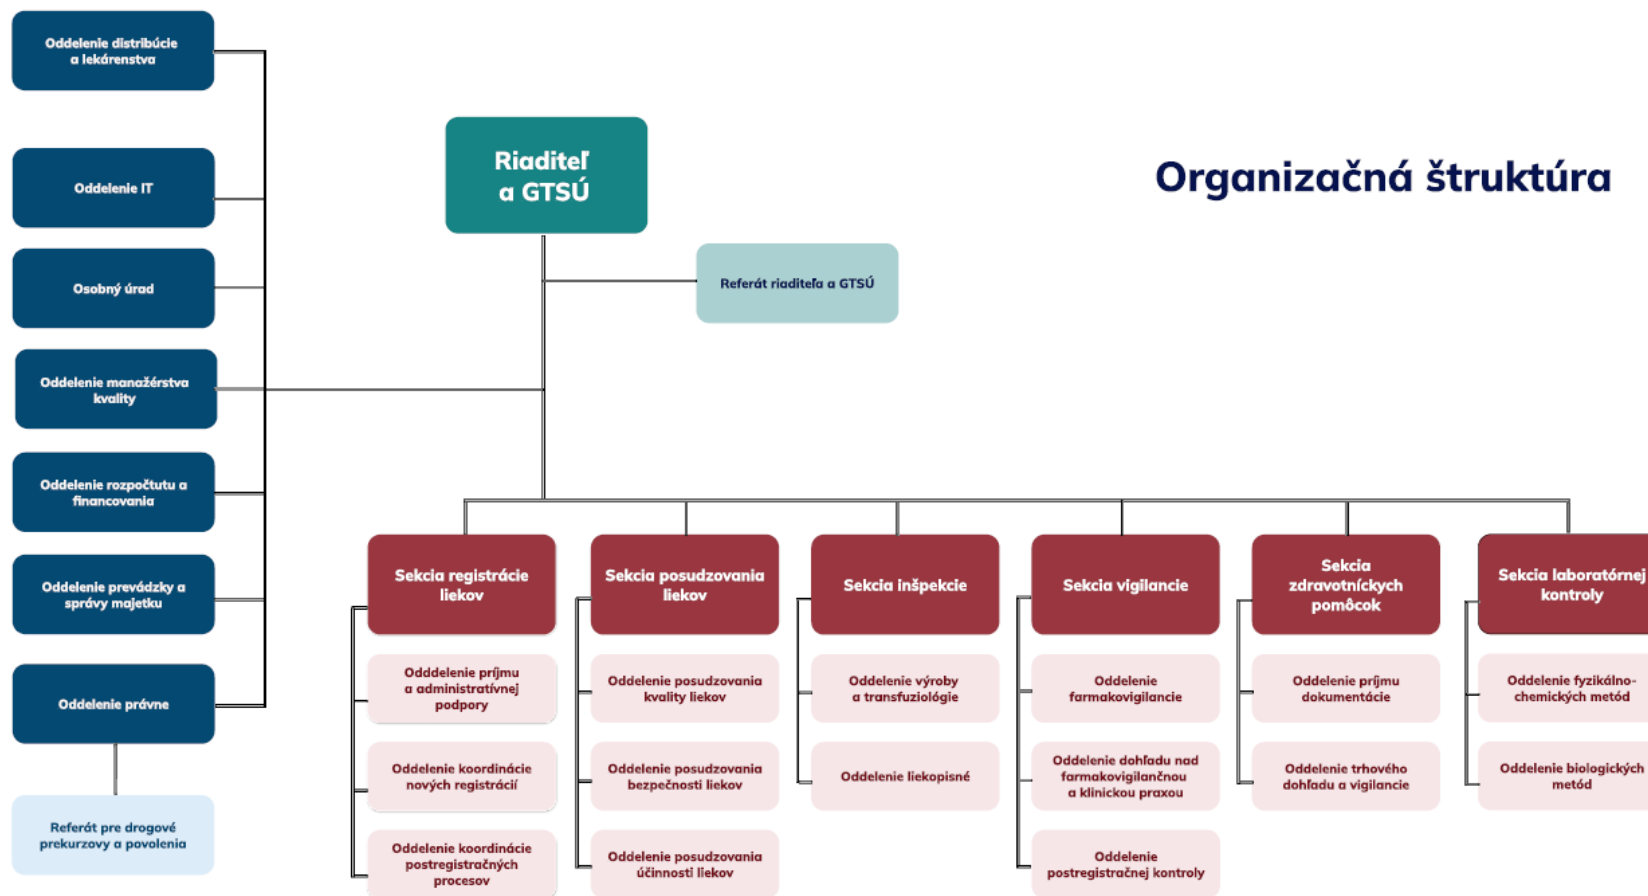 Oddelenie distribúcie
a lekárenstva
Oddelenie IT
Osobný úrad
Oddelenie manažérstva
kvality
Oddelenie rozpočtutu a
financovania
Oddelenie prevádzky a
správy majetku
Oddelenie právne
Referát pre drogové
prekurzovy a povolenia
Riaditeľ
a GTSÚ
Referát riaditeľa a GTSÚ
Organizačná štruktúra
Sekcia registrácie
liekov
Odddelenie príjmu
a administratívnej
podpory
Oddelenie koordinácie
nových registrácií
Oddelenie koordinácie
postregistračných
procesov
Sekcia posudzovania
liekov
Oddelenie posudzovania
kvality liekov
Oddelenie posudzovania
bezpečnosti liekov
Oddelenie posudzovania
účinnosti liekov
Sekcia inšpekcie
Oddelenie výroby
a transfuziológie
Oddelenie liekopisné
Sekcia vigilancie
Oddelenie
farmakovigilancie
Oddelenie dohľadu nad
farmakovigilančnou
a klinickou praxou
Oddelenie
postregistračnej kontroly
Sekcia
zdravotníckych
pomôcok
Oddelenie príjmu
dokumentácie
Oddelenie trhového
dohľadu a vigilancie
Sekcia laboratórnej
kontroly
Oddelenie fyzikálno-
chemických metód
Oddelenie biologických
metód